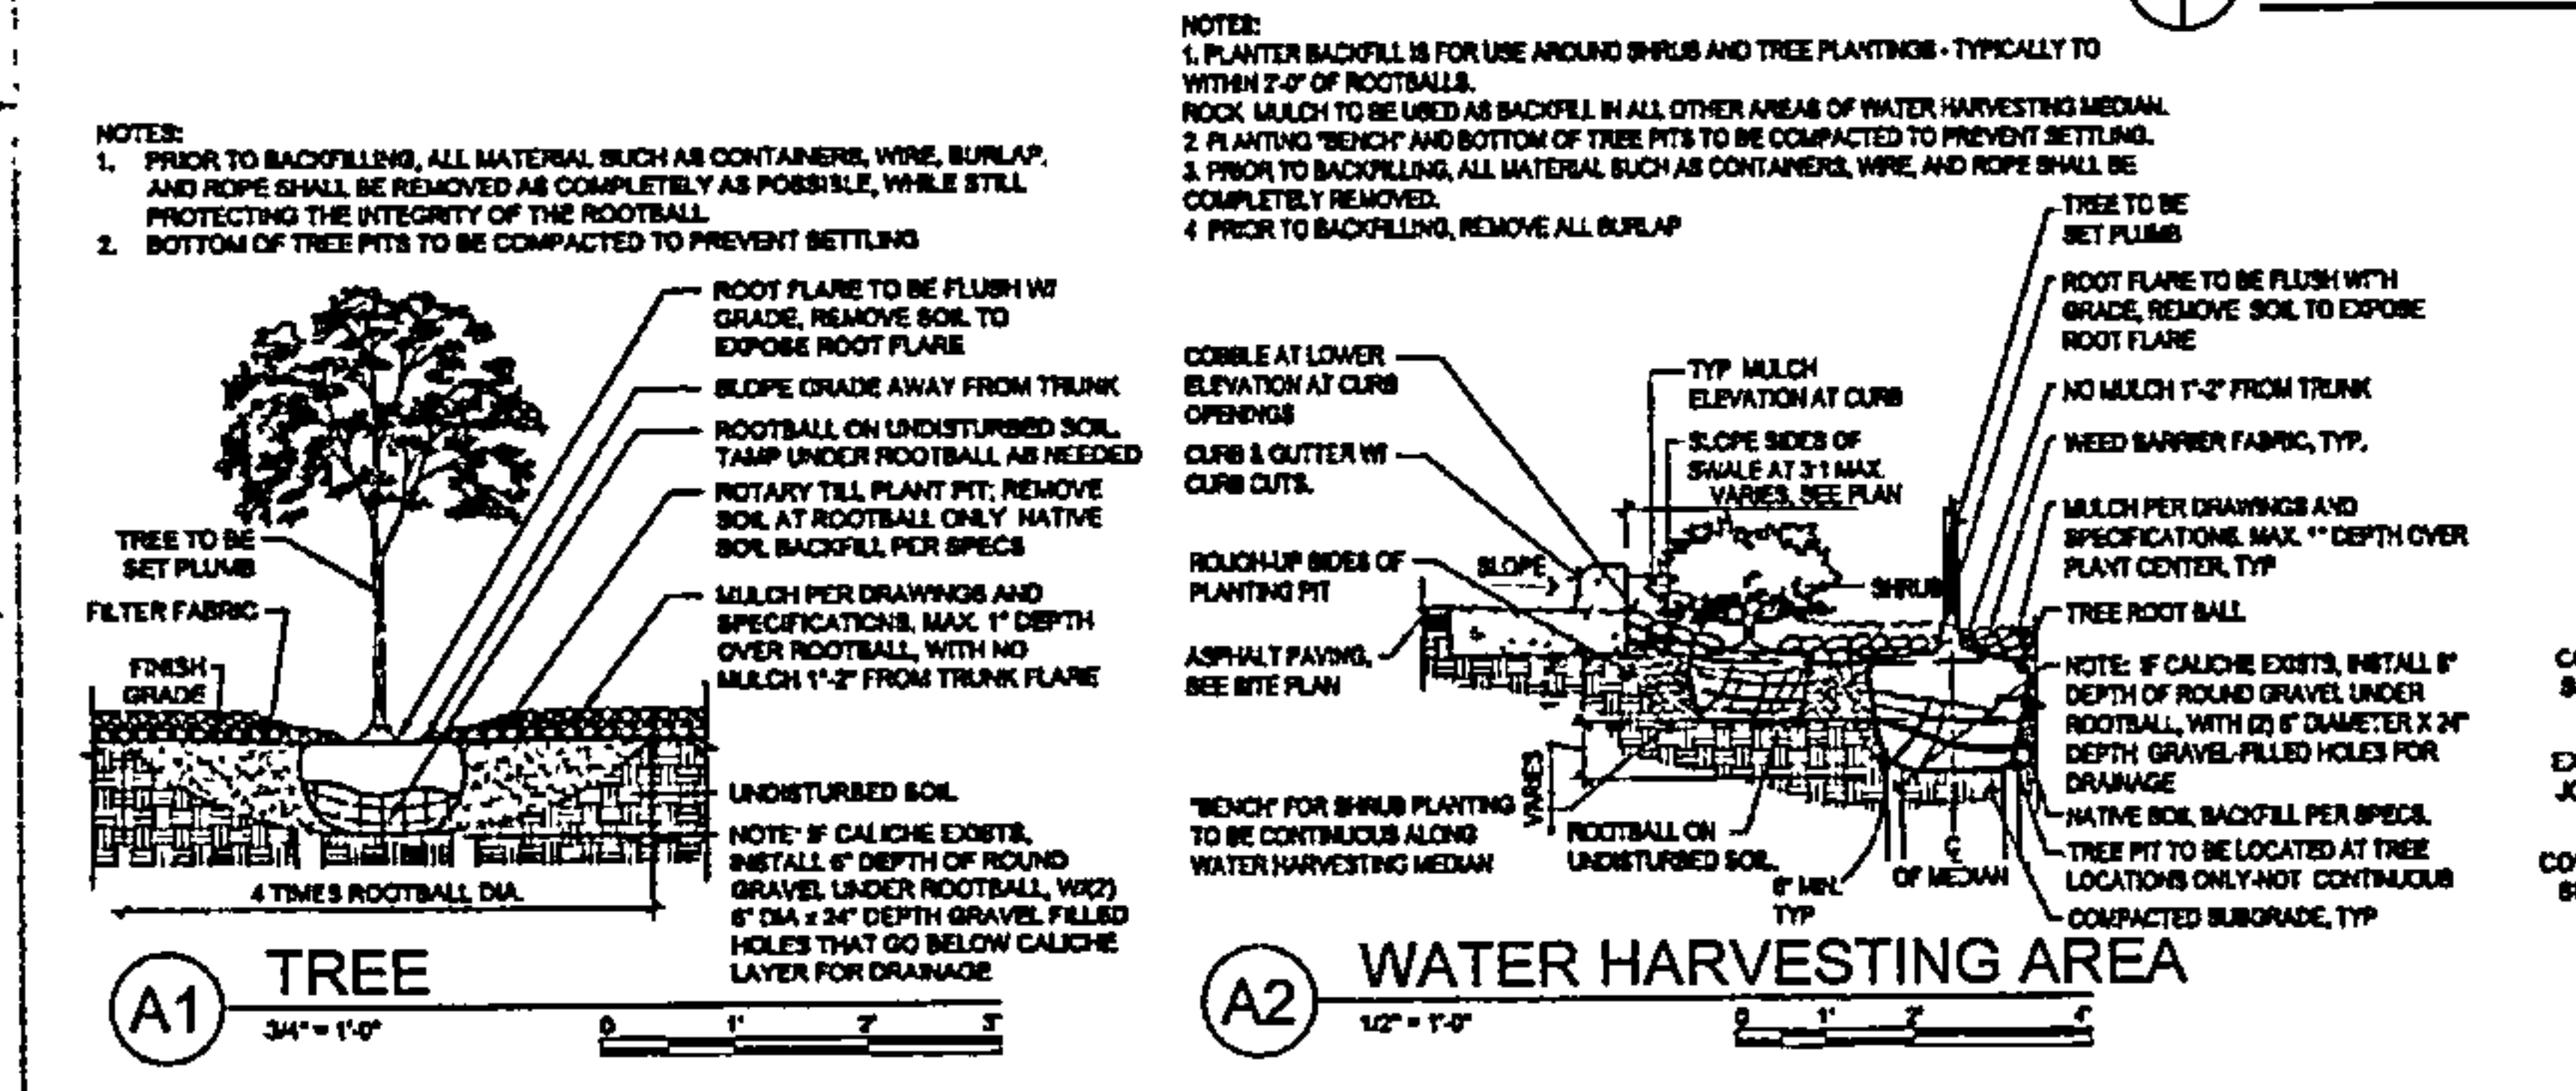 NOTES:
1. PRIOR TO BACKFILLING, ALL MATERIAL SUCH AS CONTAINERS, WIRE, BURLAP,
AND ROPE SHALL BE REMOVED AS COMPLETELY AS POSSIBLE, WHILE STILL
PROTECTING THE INTEGRITY OF THE ROOTBALL
2. BOTTOM OF TREE PITS TO BE COMPACTED TO PREVENT SETTLING
ROOT FLARE TO BE FLUSH W/
GRADE, REMOVE SOIL TO
EXPOSE ROOT FLARE
SLOPE GRADE AWAY FROM TRUNK
ROOTBALL ON UNDISTURBED SOIL.
TAMP UNDER ROOTBALL AS NEEDED
ROTARY TILL PLANT PIT; REMOVE
SOIL AT ROOTBALL ONLY NATIVE
SOIL BACKFILL PER SPECS
TREE TO BE
SET PLUMB
FILTER FABRIC
FINISH
GRADE
MULCH PER DRAWINGS AND
SPECIFICATIONS, MAX. 1" DEPTH
OVER ROOTBALL, WITH NO
MULCH 1"-2" FROM TRUNK FLARE
UNDISTURBED SOIL
NOTE: IF CALICHE EXISTS,
INSTALL 6" DEPTH OF ROUND
GRAVEL UNDER ROOTBALL, W/(2)
6" DIA x 24" DEPTH GRAVEL FILLED
HOLES THAT GO BELOW CALICHE
LAYER FOR DRAINAGE
4 TIMES ROOTBALL DIA.
A1 TREE
3/4" = 1'-0"
0 1' 2' 3'
NOTES:
1. PLANTER BACKFILL IS FOR USE AROUND SHRUB AND TREE PLANTINGS - TYPICALLY TO
WITHIN 2'-0" OF ROOTBALLS.
ROCK MULCH TO BE USED AS BACKFILL IN ALL OTHER AREAS OF WATER HARVESTING MEDIAN.
2 PLANTING "BENCH" AND BOTTOM OF TREE PITS TO BE COMPACTED TO PREVENT SETTLING.
3. PRIOR TO BACKFILLING, ALL MATERIAL SUCH AS CONTAINERS, WIRE, AND ROPE SHALL BE
COMPLETELY REMOVED.
4 PRIOR TO BACKFILLING, REMOVE ALL BURLAP
COBBLE AT LOWER
ELEVATION AT CURB
OPENINGS
CURB & GUTTER W/
CURB CUTS.
ROUGH-UP SIDES OF
PLANTING PIT
ASPHALT PAVING,
SEE SITE PLAN
"BENCH" FOR SHRUB PLANTING
TO BE CONTINUOUS ALONG
WATER HARVESTING MEDIAN
TYP MULCH
ELEVATION AT CURB
SLOPE SIDES OF
SWALE AT 3:1 MAX.
VARIES, SEE PLAN
SLOPE
SHRUB
VARIES
ROOTBALL ON
UNDISTURBED SOIL.
6" MIN.
TYP
C L
OF MEDIAN
TREE TO BE
SET PLUMB
ROOT FLARE TO BE FLUSH WITH
GRADE, REMOVE SOIL TO EXPOSE
ROOT FLARE
NO MULCH 1"-2" FROM TRUNK
WEED BARRIER FABRIC, TYP.
MULCH PER DRAWINGS AND
SPECIFICATIONS. MAX. 1" DEPTH OVER
PLANT CENTER, TYP
TREE ROOT BALL
NOTE: IF CALICHE EXISTS, INSTALL 6"
DEPTH OF ROUND GRAVEL UNDER
ROOTBALL, WITH (2) 6" DIAMETER X 24"
DEPTH GRAVEL-FILLED HOLES FOR
DRAINAGE
NATIVE SOIL BACKFILL PER SPECS.
TREE PIT TO BE LOCATED AT TREE
LOCATIONS ONLY-NOT CONTINUOUS
COMPACTED SUBGRADE, TYP
A2 WATER HARVESTING AREA
1/2" = 1'-0"
0 1' 2' 4'